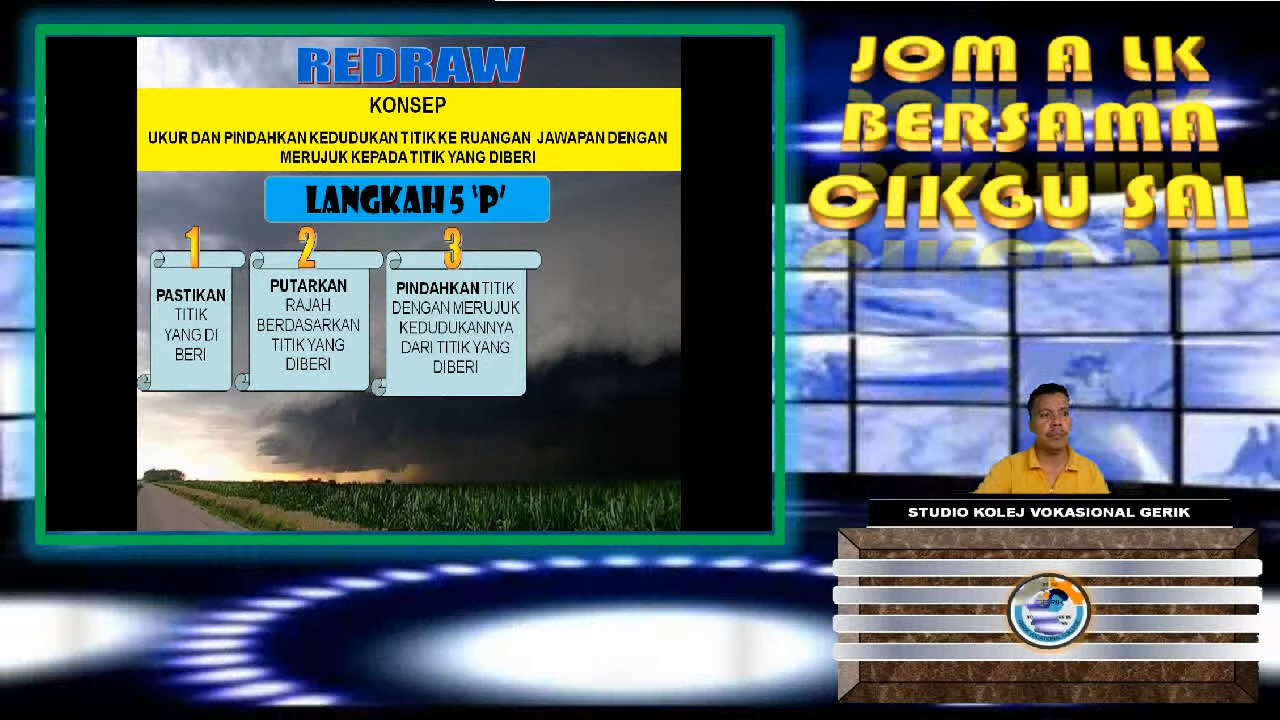 REDRAW
KONSEP
UKUR DAN PINDAHKAN KEDUDUKAN TITIK KE RUANGAN JAWAPAN DENGAN
MERUJUK KEPADA TITIK YANG DIBERI
LANGKAH 5 'P'
1
PASTIKAN
TITIK
YANG DI
BERI
2
PUTARKAN
RAJAH
BERDASARKAN
TITIK YANG
DIBERI
3
PINDAHKAN TITIK
DENGAN MERUJUK
KEDUDUKANNYA
DARI TITIK YANG
DIBERI
JOM A LK
BERSAMA
CIKGU SAI
STUDIO KOLEJ VOKASIONAL GERIK